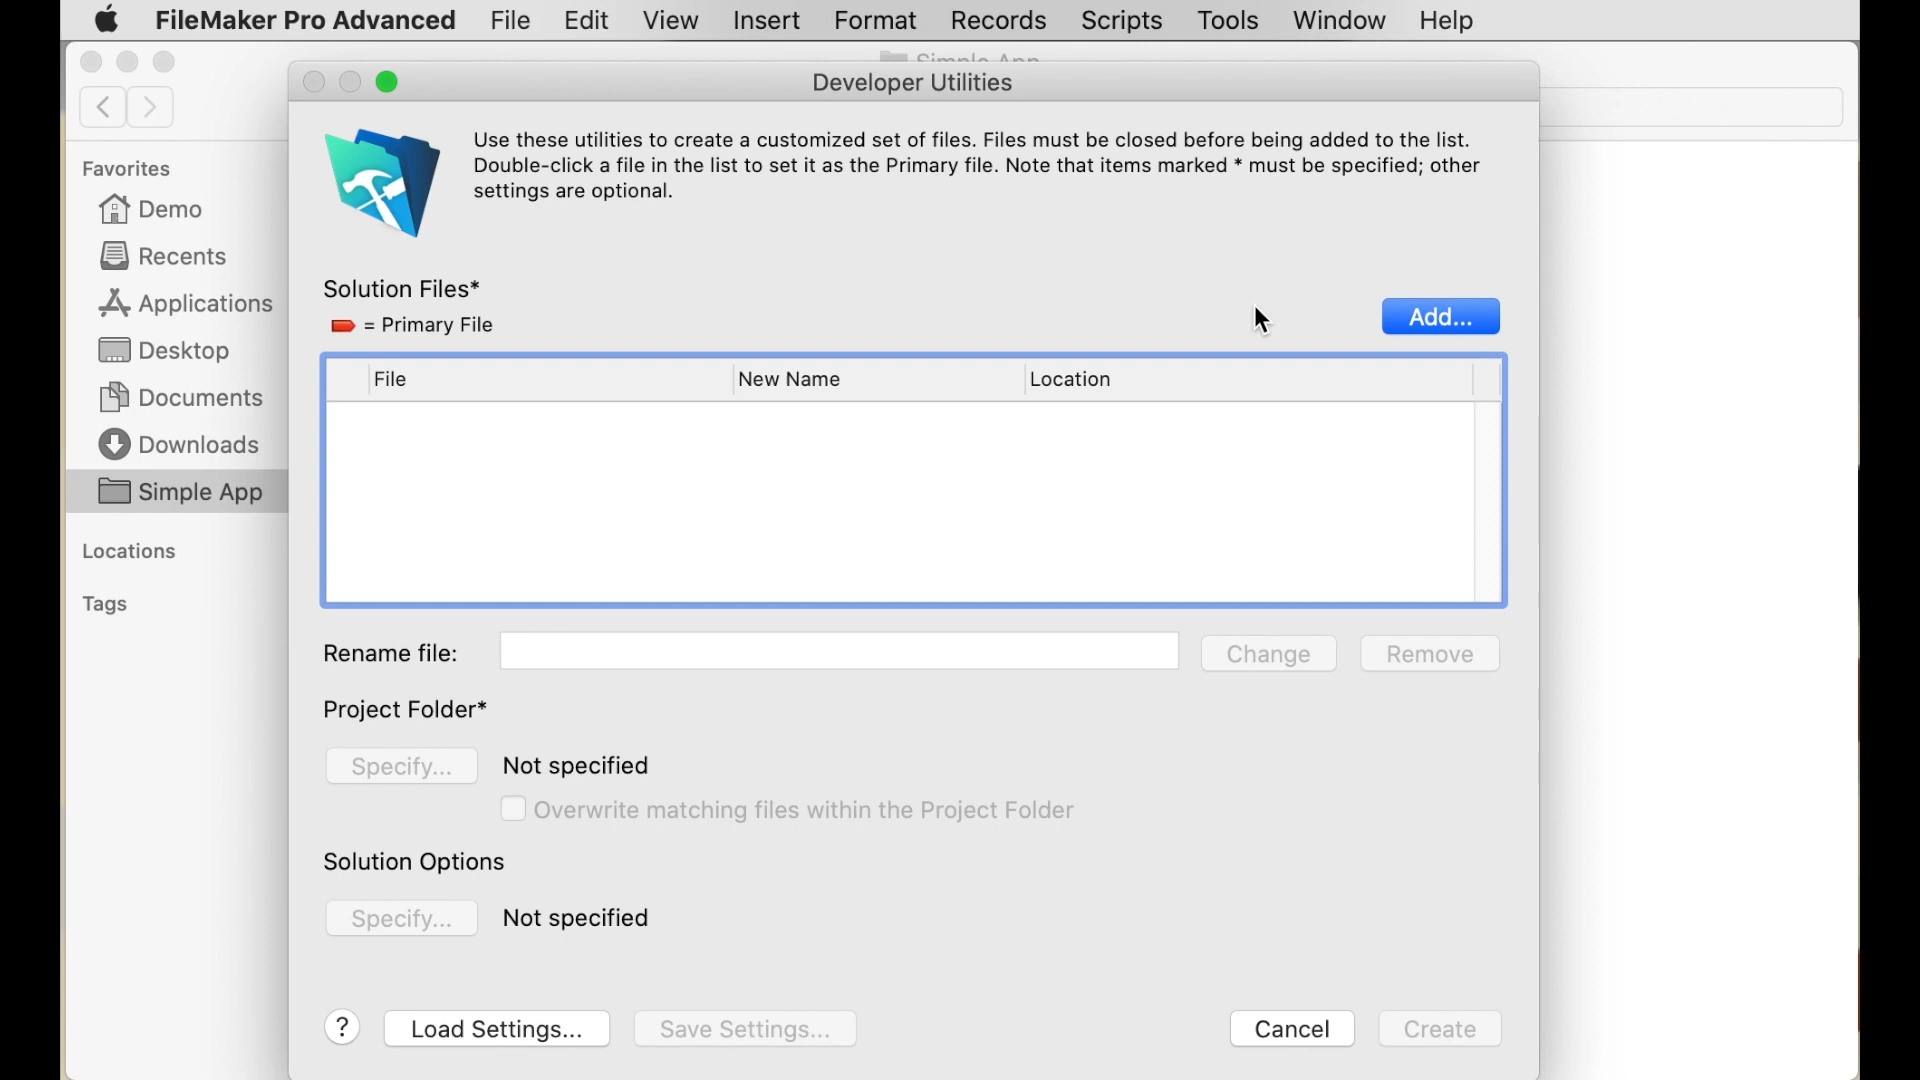 FileMaker Pro Advanced File Edit View Insert Format Records Scripts Tools Window Help
Simple App
Developer Utilities
Favorites
Demo
Recents
Applications
Desktop
Documents
Downloads
Simple App
Locations
Tags
Use these utilities to create a customized set of files. Files must be closed before being added to the list.
Double-click a file in the list to set it as the Primary file. Note that items marked * must be specified; other
settings are optional.
Solution Files*
= Primary File
Add...
File New Name Location
Rename file: Change Remove
Project Folder*
Specify... Not specified
Overwrite matching files within the Project Folder
Solution Options
Specify... Not specified
? Load Settings... Save Settings... Cancel Create